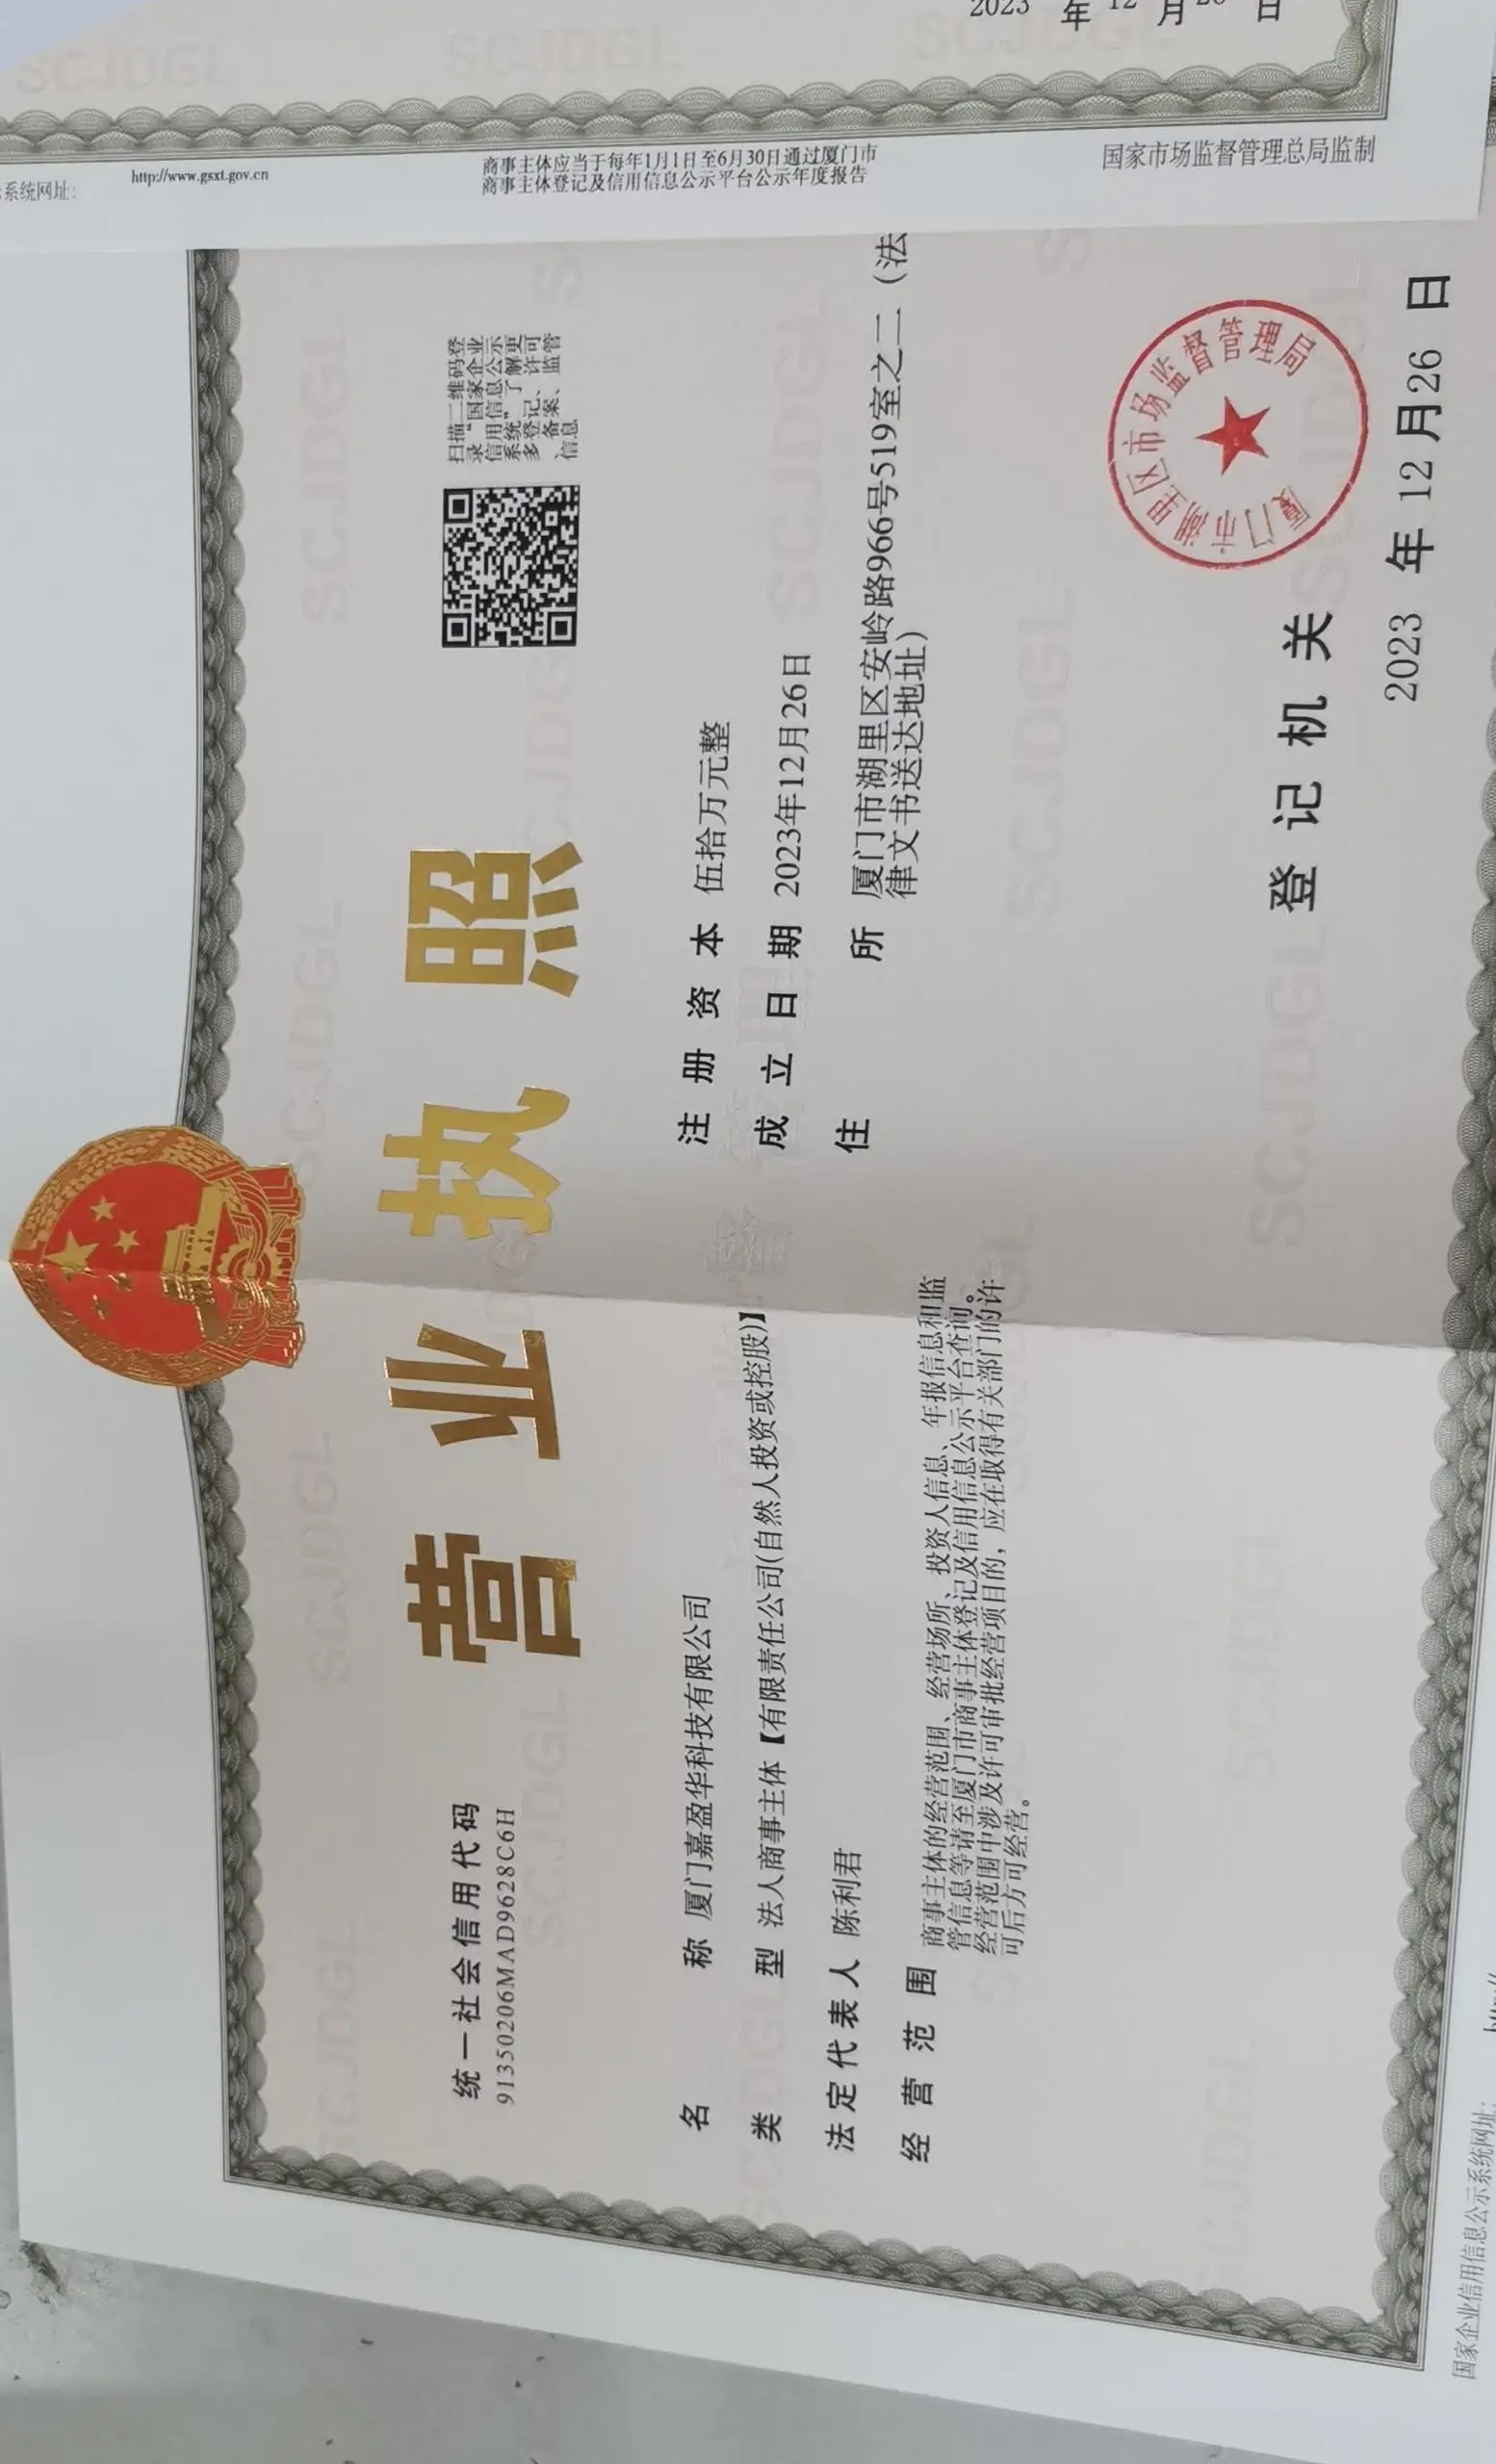 2023 年 12 月 26 日
系统网址:
http://www.gsxt.gov.cn
商事主体应当于每年1月1日至6月30日通过厦门市
商事主体登记及信用信息公示平台公示年度报告
国家市场监督管理总局监制
营业执照
统一社会信用代码
91350206MAD9628C6H
扫描二维码登
录“国家企业
信用信息公示
系统”了解更
多登记、
备案、许可
、监管
信息
名称 厦门嘉盈华科技有限公司
类型 法人商事主体【有限责任公司(自然人投资或控股)】
法定代表人 陈利君
经营范围 商事主体的经营范围、经营场所、投资人信息、年报信息和监
管信息等请至厦门市商事主体登记及信用信息公示平台查询。
经营范围中涉及许可审批经营项目的，应在取得有关部门的许
可后方可经营。
注册资本 伍拾万元整
成立日期 2023年12月26日
住所 厦门市湖里区安岭路966号519室之二（法
律文书送达地址）
登记机关
厦门市湖里区市场监督管理局
2023 年 12 月 26 日
国家企业信用信息公示系统网址:
http://
SCJDGL